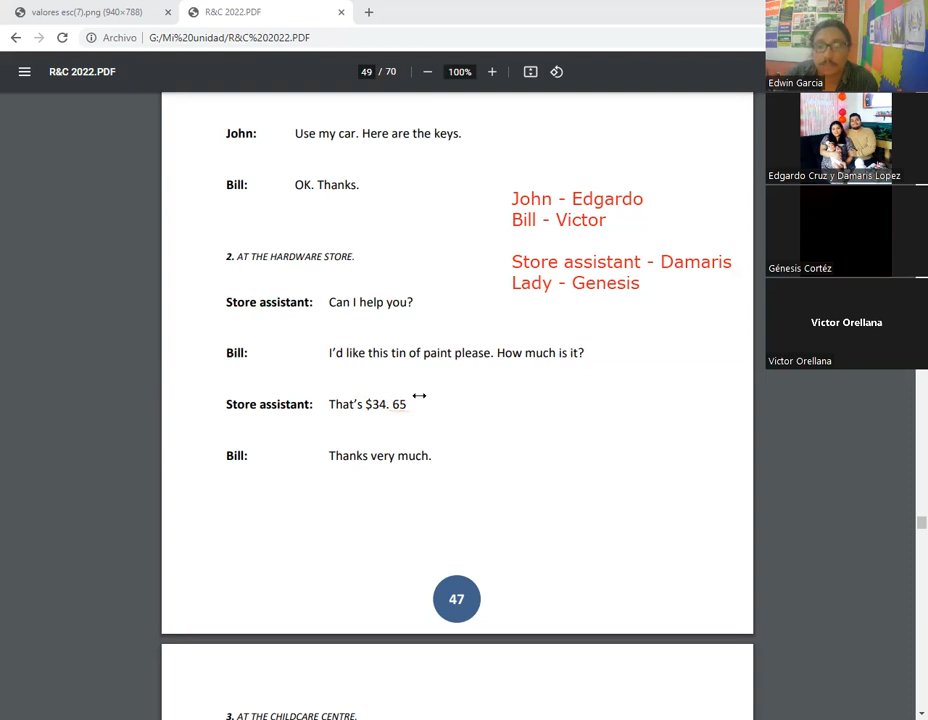 valores esc(7).png (940×788)
R&C 2022.PDF
Archivo
G:/Mi%20unidad/R&C%202022.PDF
R&C 2022.PDF
49 / 70
100%
John: Use my car. Here are the keys.
Bill: OK. Thanks.
John - Edgardo
Bill - Victor
2. AT THE HARDWARE STORE.
Store assistant - Damaris
Lady - Genesis
Store assistant: Can I help you?
Bill: I’d like this tin of paint please. How much is it?
Store assistant: That’s $34. 65
Bill: Thanks very much.
47
3. AT THE CHILDCARE CENTRE.
Edwin Garcia
Edgardo Cruz y Damaris Lopez
Génesis Cortéz
Victor Orellana
Victor Orellana